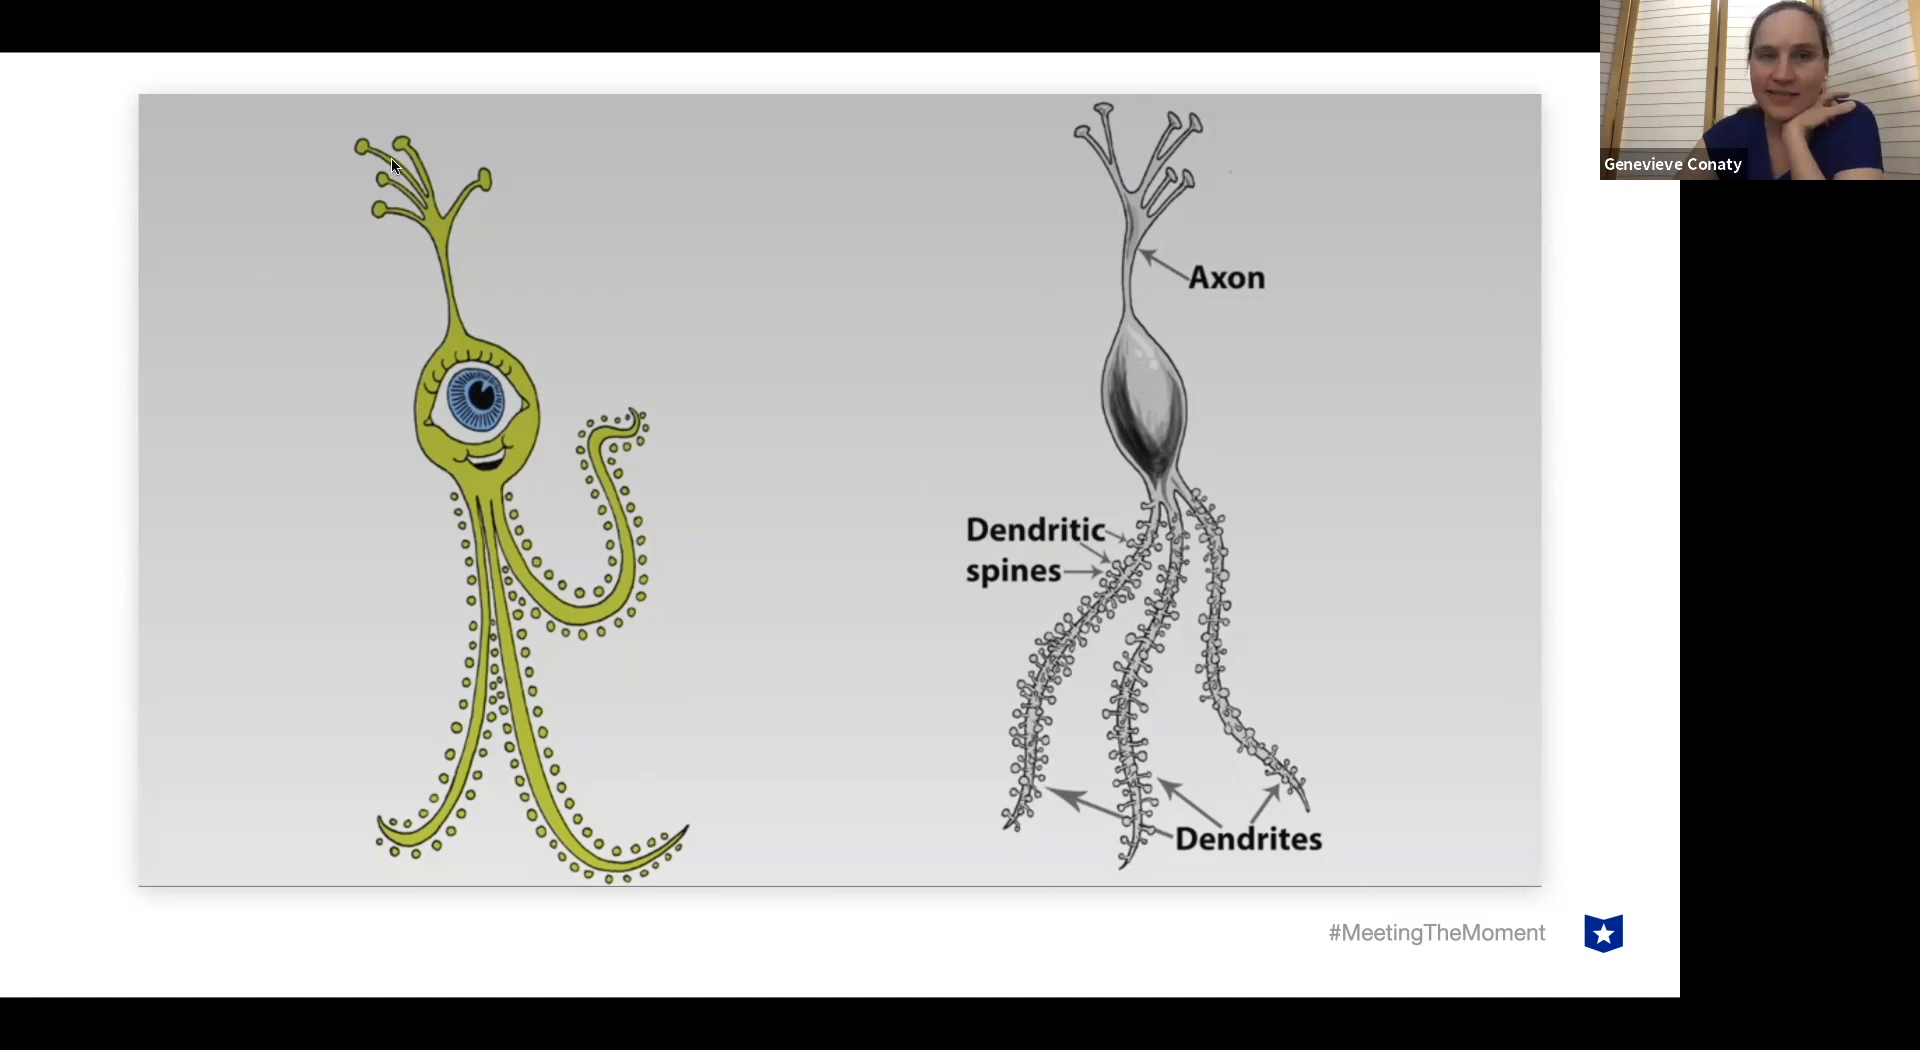 Genevieve Conaty
Axon
Dendritic
spines
Dendrites
#MeetingTheMoment